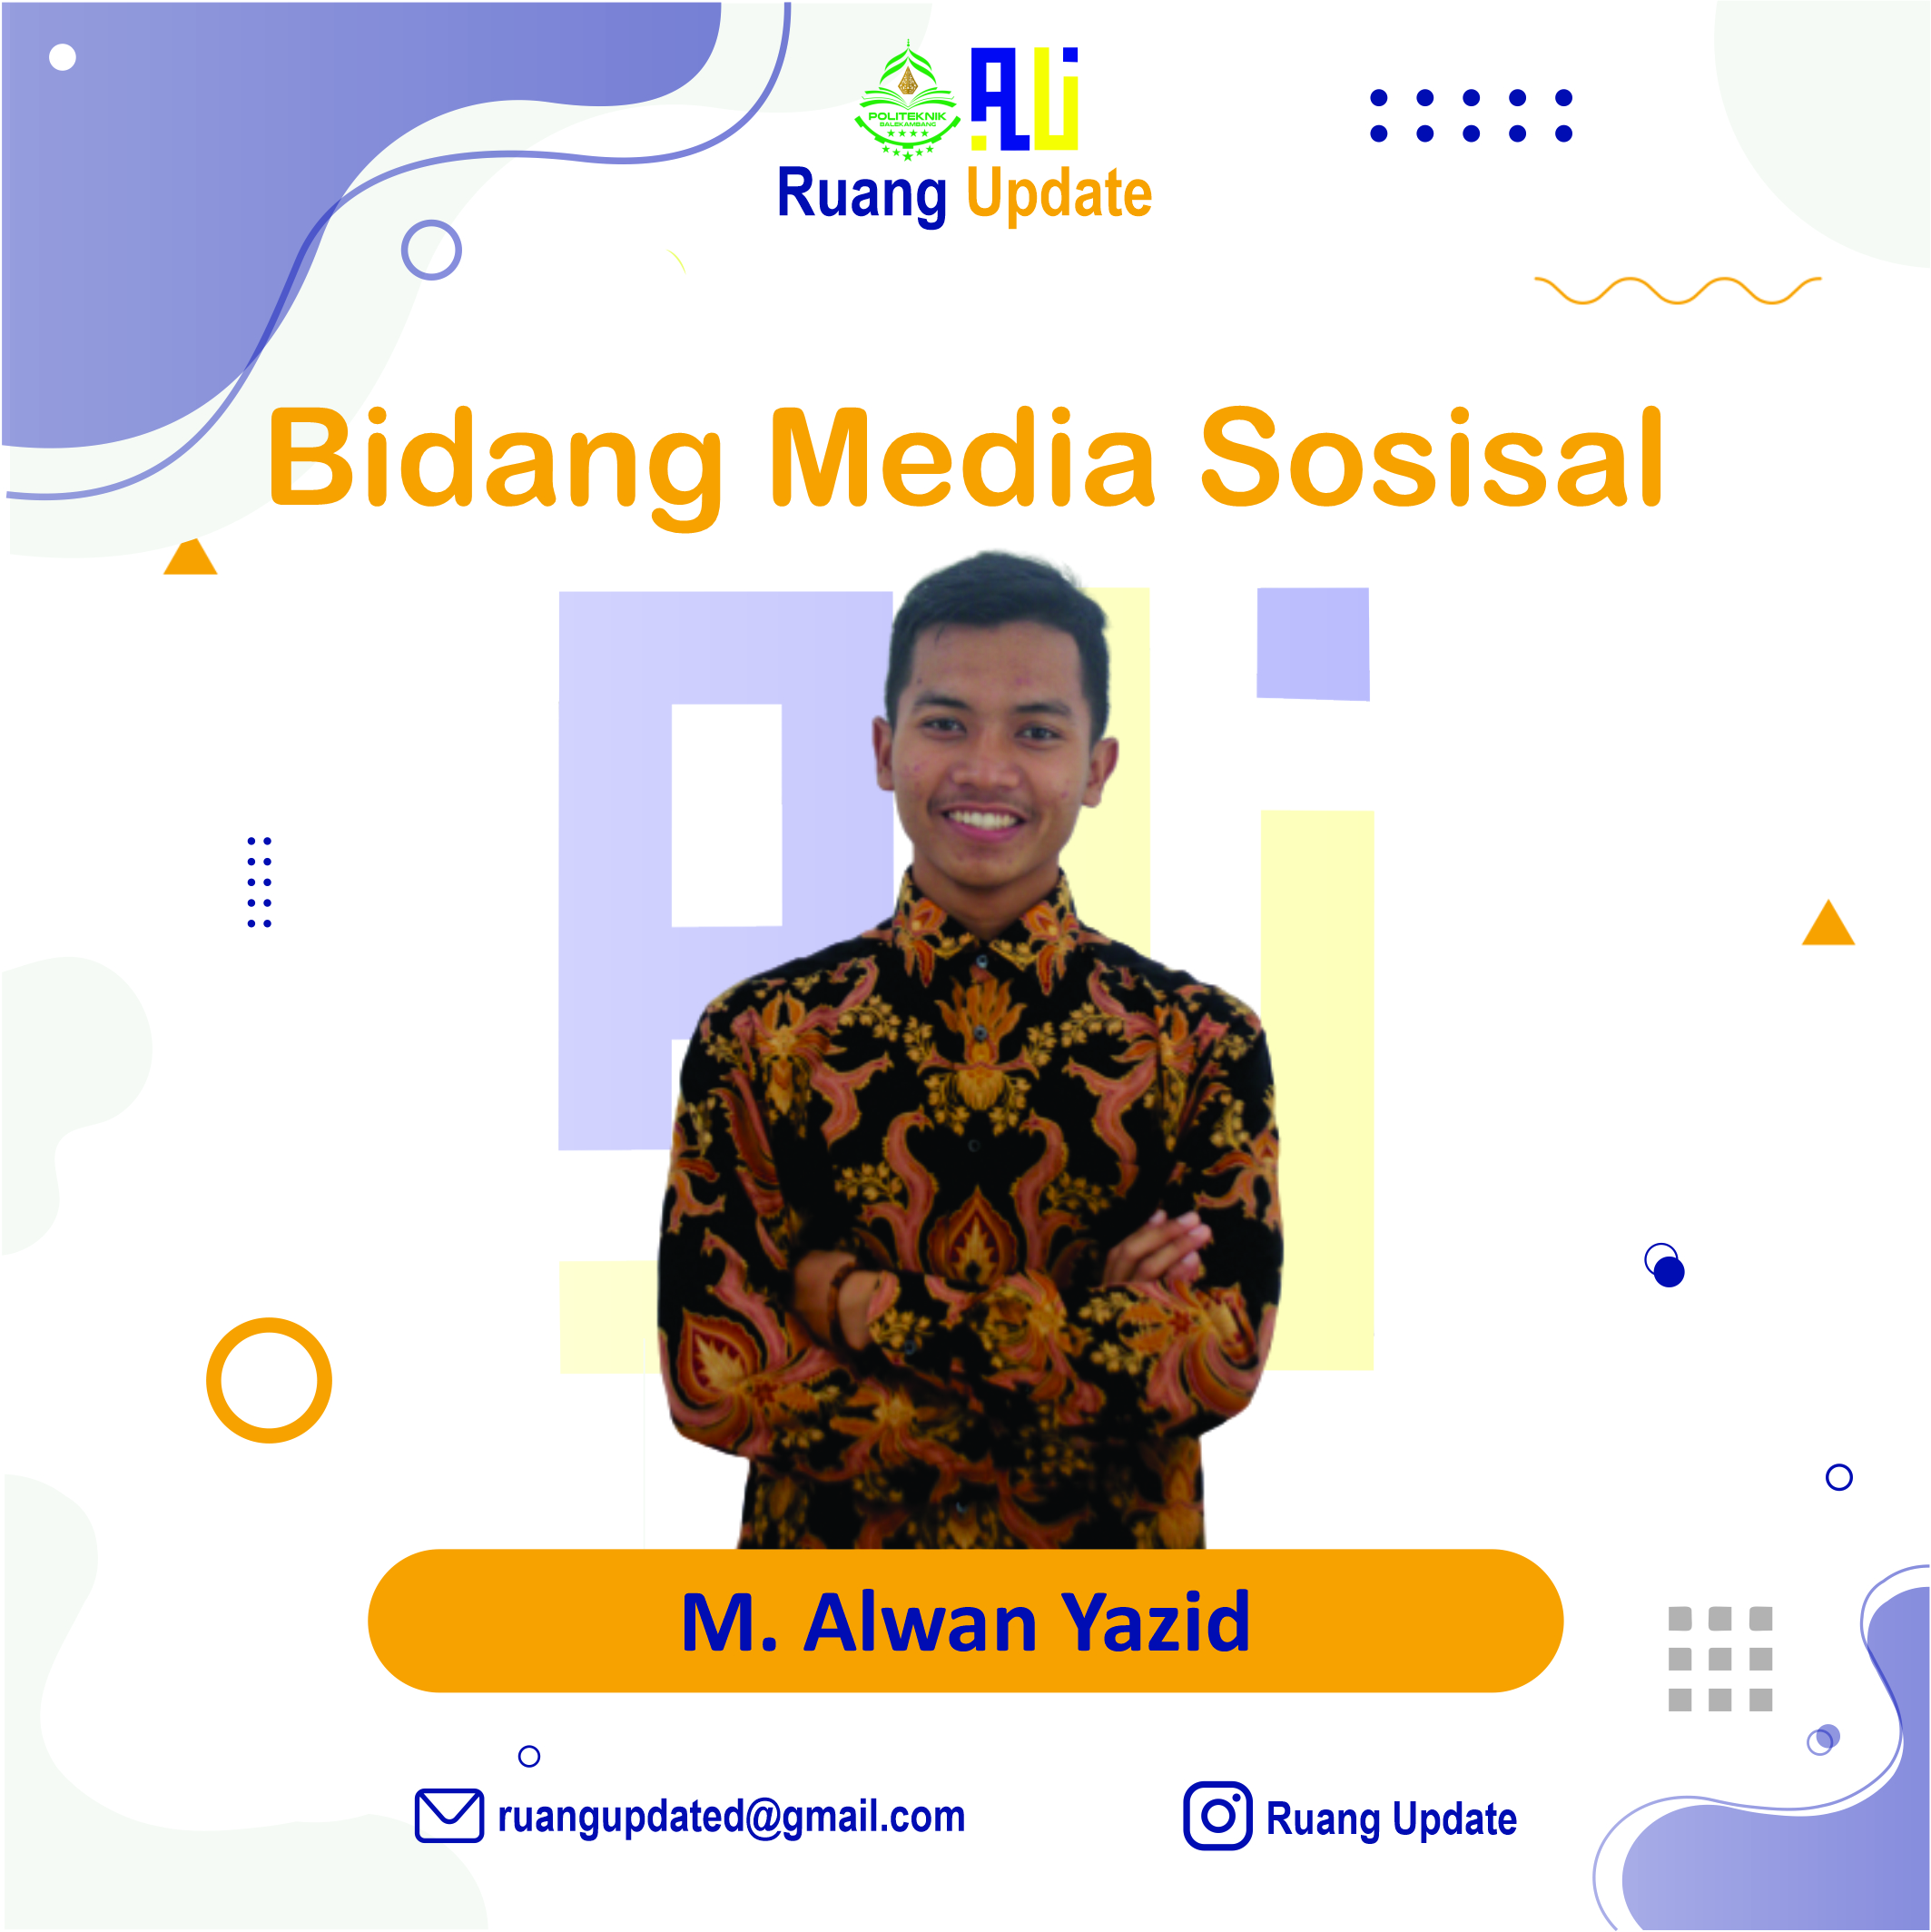 POLITEKNIK
BALEKAMBANG
ALi
Ruang Update
Bidang Media Sosisal
M. Alwan Yazid
ruangupdated@gmail.com
Ruang Update